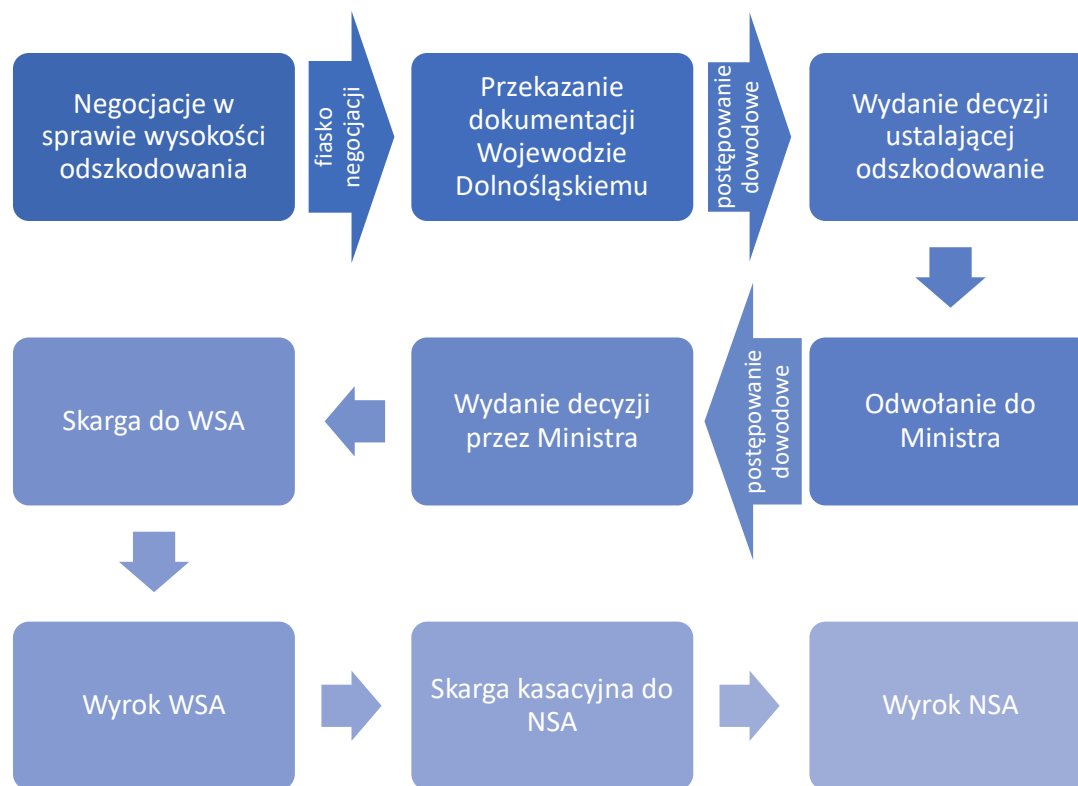 Negocjacje w
sprawie wysokości
odszkodowania
fiasko
negocjacji
Przekazanie
dokumentacji
Wojewodzie
Dolnośląskiemu
postępowanie
dowodowe
Wydanie decyzji
ustalającej
odszkodowanie
Odwołanie do
Ministra
postępowanie
dowodowe
Wydanie decyzji
przez Ministra
Skarga do WSA
Wyrok WSA
Skarga kasacyjna do
NSA
Wyrok NSA